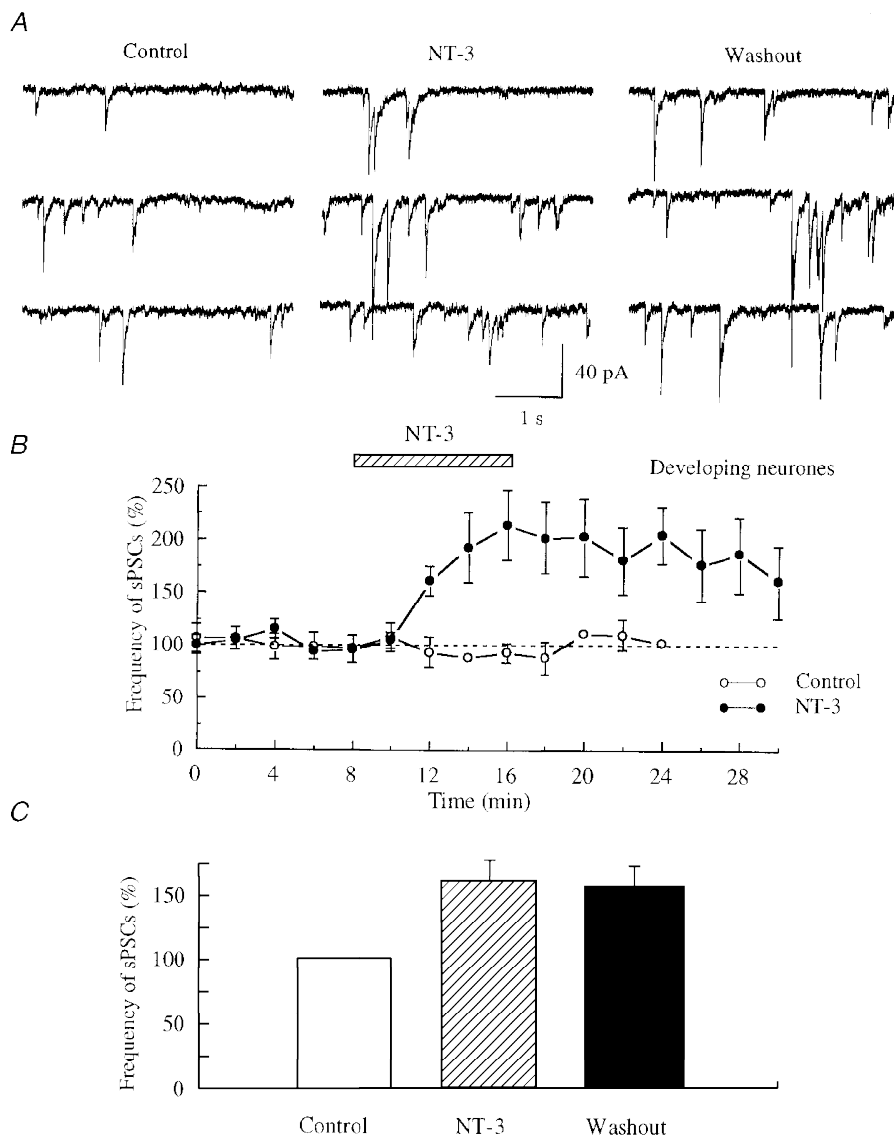 A
Control NT-3 Washout
40 pA
1 s
B
NT-3
Developing neurones
Frequency of sPSCs (%)
250
200
150
100
50
0
0 4 8 12 16 20 24 28
Time (min)
Control
NT-3
C
Frequency of sPSCs (%)
150
100
50
0
Control NT-3 Washout